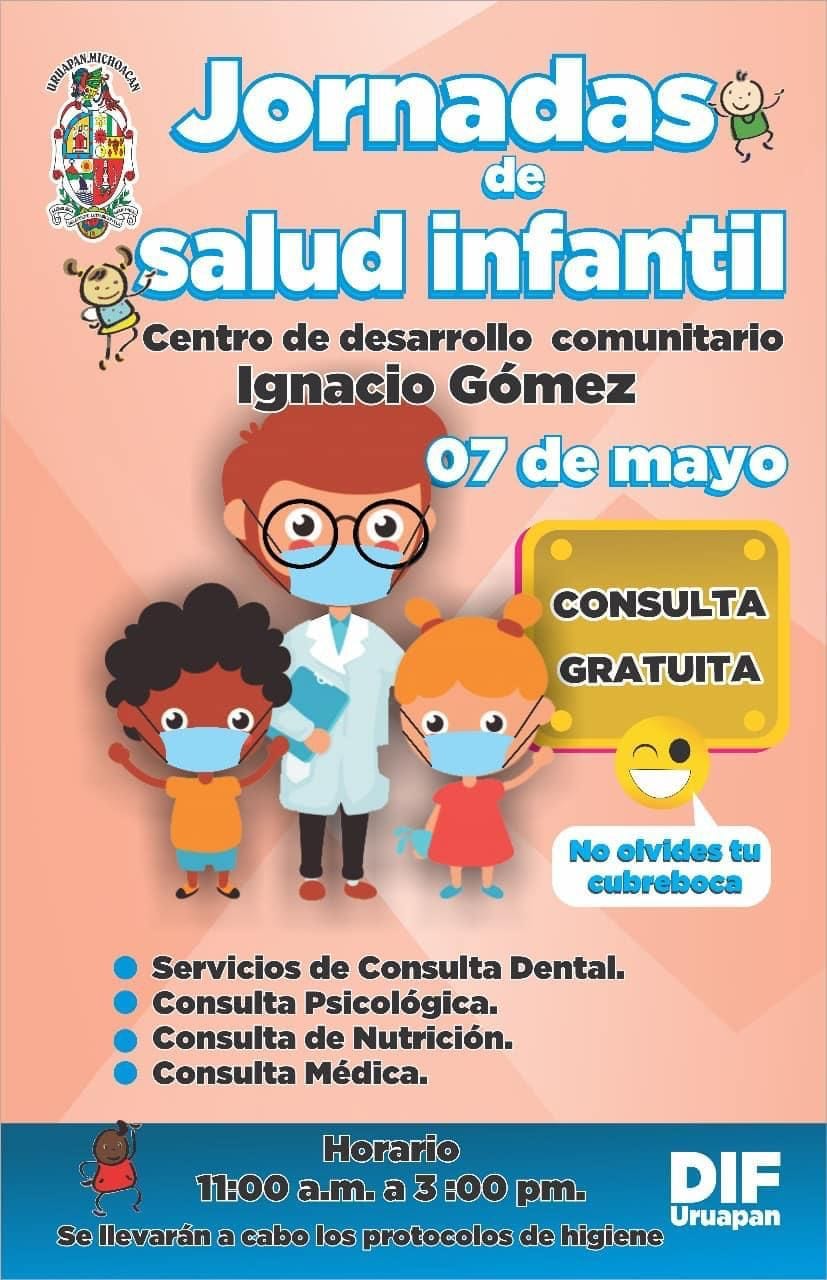 URUAPAN, MICHOACAN
Jornadas
de
salud infantil
Centro de desarrollo comunitario
Ignacio Gómez
07 de mayo
CONSULTA
GRATUITA
No olvides tu
cubreboca
Servicios de Consulta Dental.
Consulta Psicológica.
Consulta de Nutrición.
Consulta Médica.
Horario
11:00 a.m. a 3 :00 pm.
Se llevarán a cabo los protocolos de higiene
DIF
Uruapan